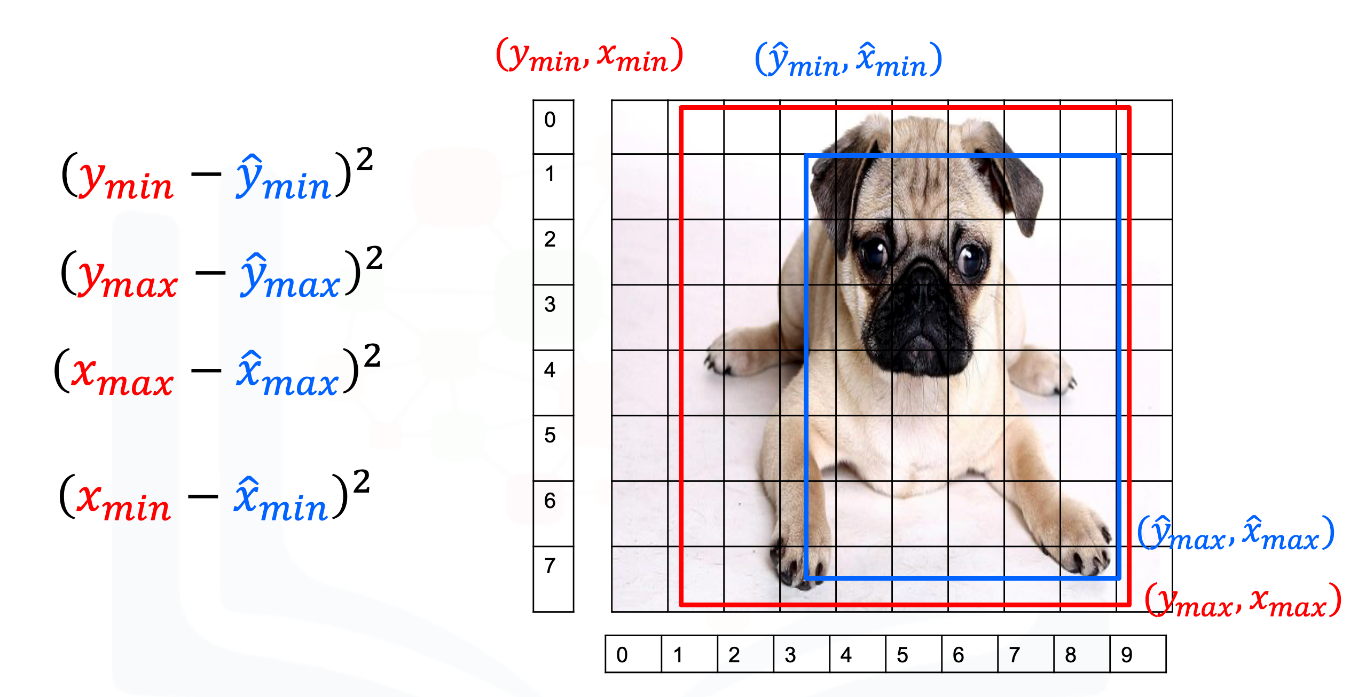 (y_min, x_min) (ŷ_min, x̂_min)
(y_min − ŷ_min)²
(y_max − ŷ_max)²
(x_max − x̂_max)²
(x_min − x̂_min)²
0
1
2
3
4
5
6
7
(ŷ_max, x̂_max)
(y_max, x_max)
0 1 2 3 4 5 6 7 8 9